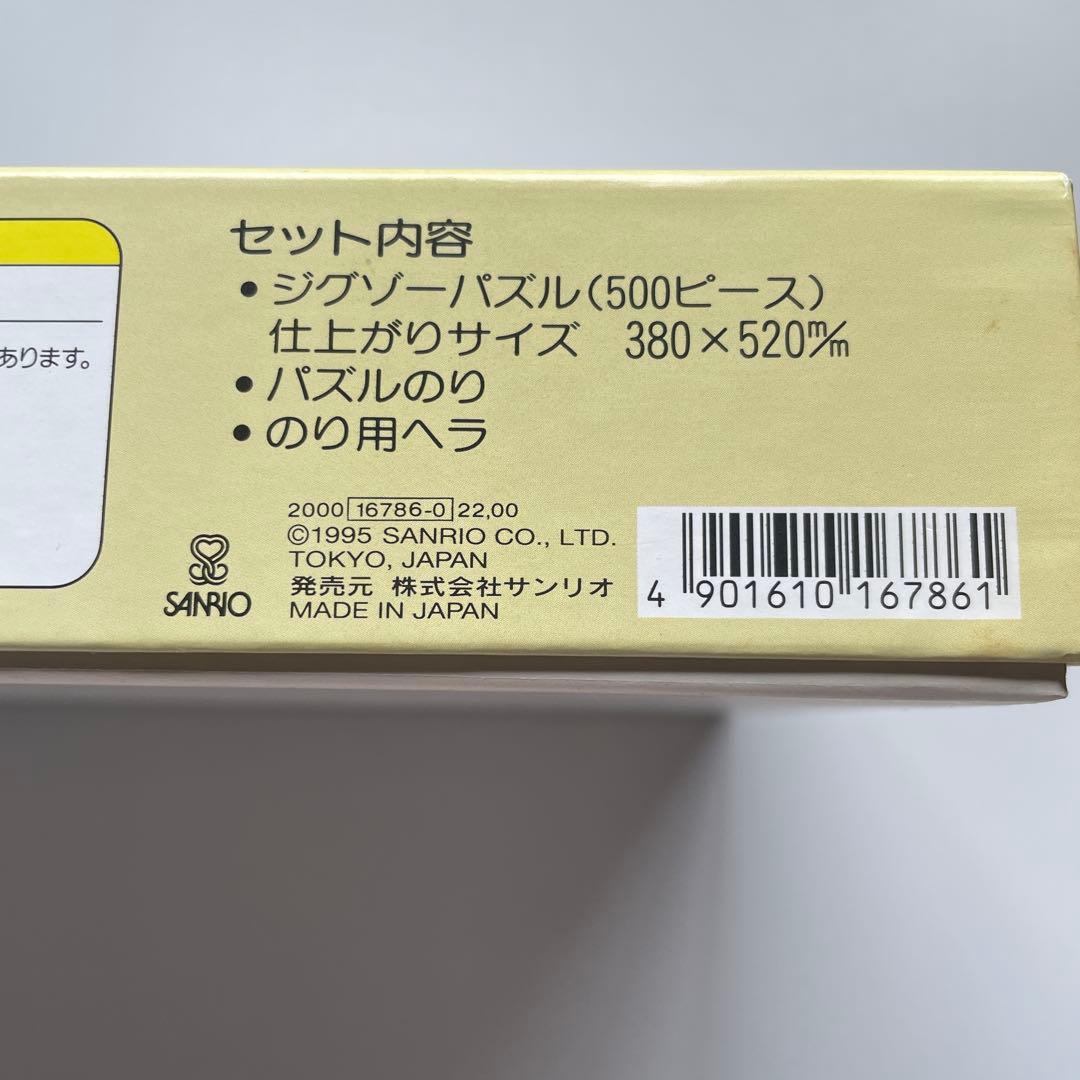 あります。
セット内容
• ジグゾーパズル(500ピース)
仕上がりサイズ 380×520㎜
• パズルのり
• のり用ヘラ
2000 16786-0 22,00
©1995 SANRIO CO., LTD.
TOKYO, JAPAN
発売元 株式会社サンリオ
MADE IN JAPAN
SANRIO
4 901610 167861